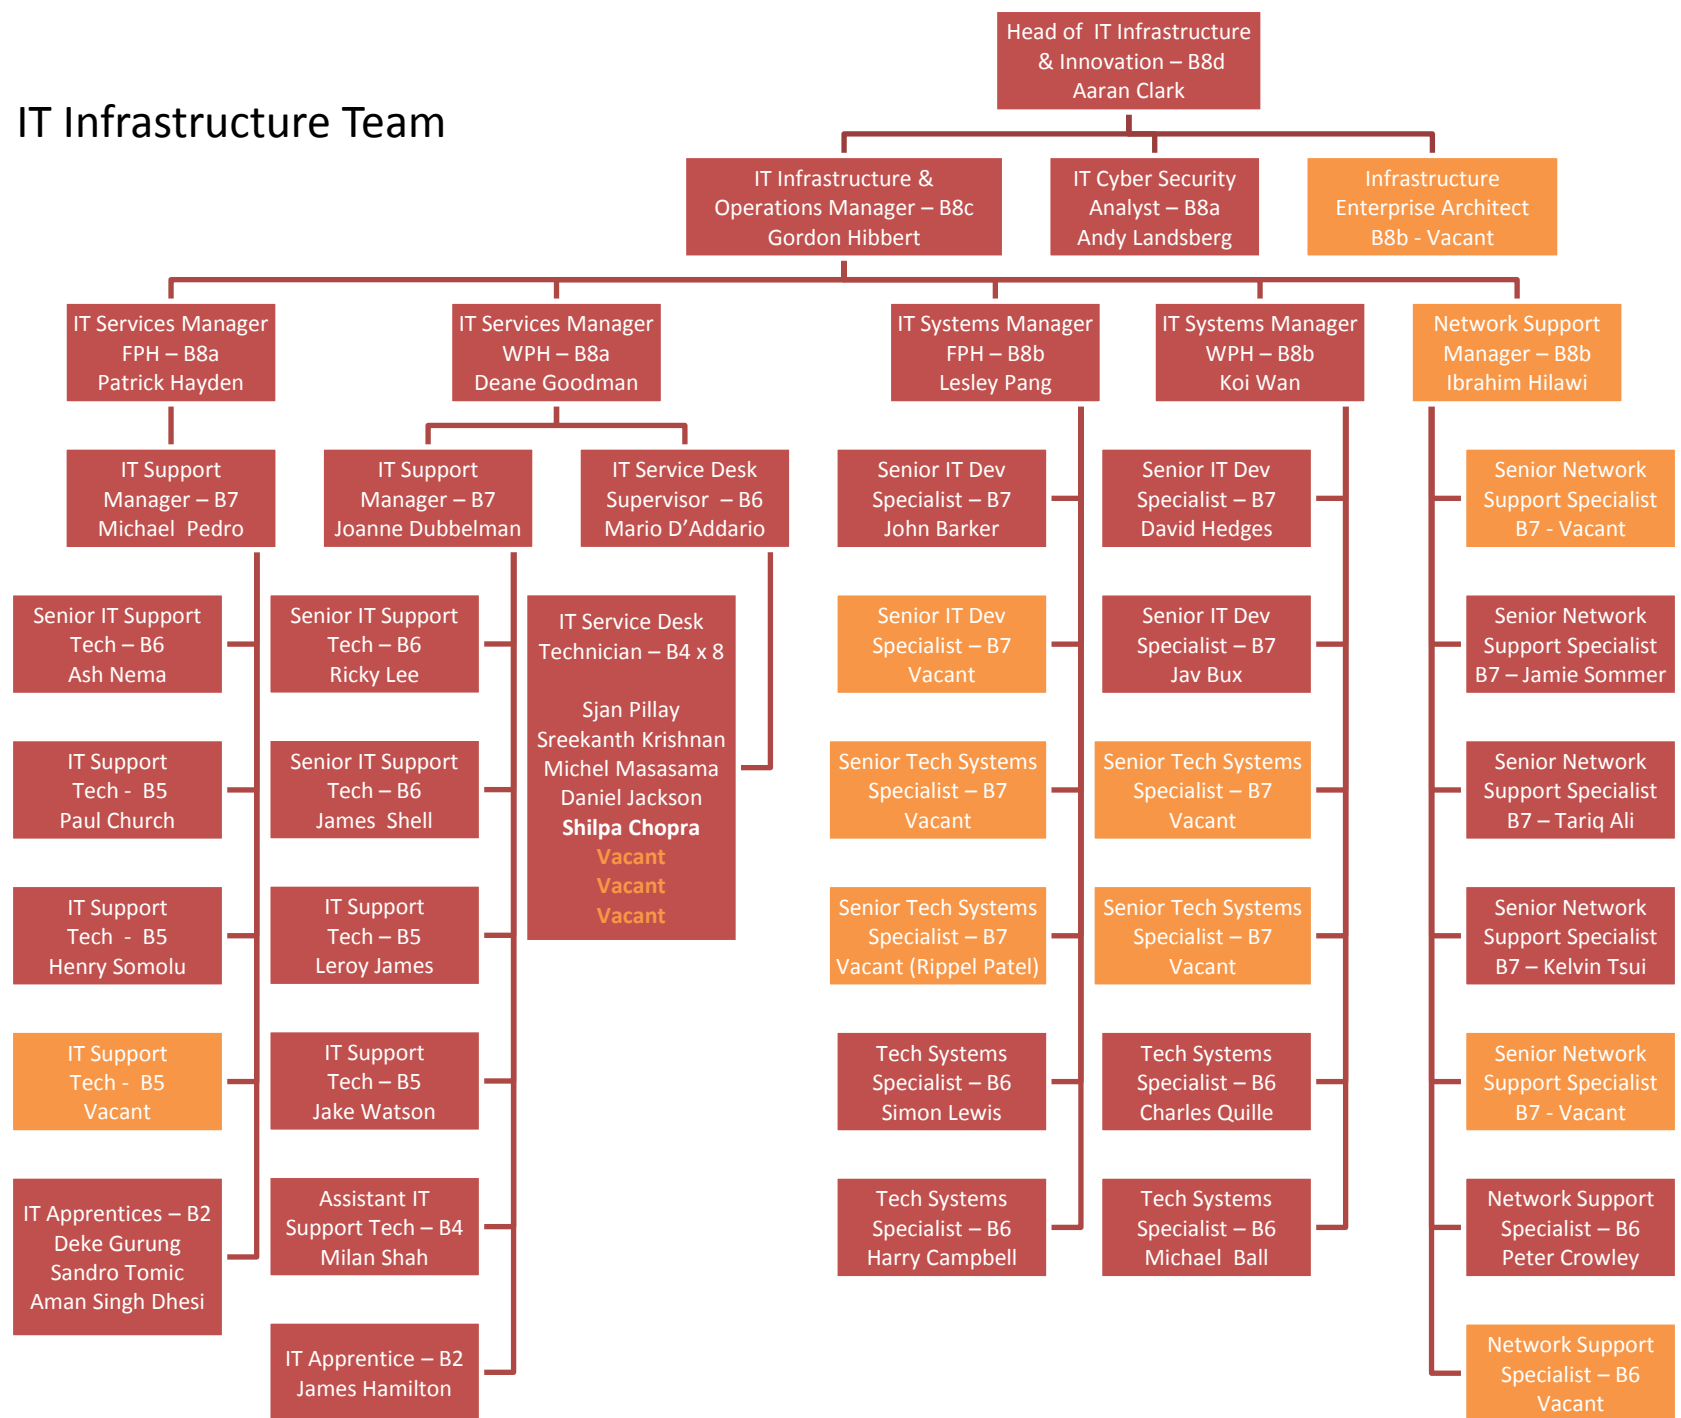 IT Infrastructure Team
Head of IT Infrastructure
& Innovation – B8d
Aaran Clark
IT Infrastructure &
Operations Manager – B8c
Gordon Hibbert
IT Cyber Security
Analyst – B8a
Andy Landsberg
Infrastructure
Enterprise Architect
B8b - Vacant
IT Services Manager
FPH – B8a
Patrick Hayden
IT Services Manager
WPH – B8a
Deane Goodman
IT Systems Manager
FPH – B8b
Lesley Pang
IT Systems Manager
WPH – B8b
Koi Wan
Network Support
Manager – B8b
Ibrahim Hilawi
IT Support
Manager – B7
Michael Pedro
IT Support
Manager – B7
Joanne Dubbelman
IT Service Desk
Supervisor – B6
Mario D’Addario
Senior IT Dev
Specialist – B7
John Barker
Senior IT Dev
Specialist – B7
David Hedges
Senior Network
Support Specialist
B7 - Vacant
Senior IT Support
Tech – B6
Ash Nema
Senior IT Support
Tech – B6
Ricky Lee
IT Service Desk
Technician – B4 x 8
Sjan Pillay
Sreekanth Krishnan
Michel Masasama
Daniel Jackson
Shilpa Chopra
Vacant
Vacant
Vacant
Senior IT Dev
Specialist – B7
Vacant
Senior IT Dev
Specialist – B7
Jav Bux
Senior Network
Support Specialist
B7 – Jamie Sommer
IT Support
Tech - B5
Paul Church
Senior IT Support
Tech – B6
James Shell
Senior Tech Systems
Specialist – B7
Vacant
Senior Tech Systems
Specialist – B7
Vacant
Senior Network
Support Specialist
B7 – Tariq Ali
IT Support
Tech - B5
Henry Somolu
IT Support
Tech – B5
Leroy James
Senior Tech Systems
Specialist – B7
Vacant (Rippel Patel)
Senior Tech Systems
Specialist – B7
Vacant
Senior Network
Support Specialist
B7 – Kelvin Tsui
IT Support
Tech - B5
Vacant
IT Support
Tech – B5
Jake Watson
Tech Systems
Specialist – B6
Simon Lewis
Tech Systems
Specialist – B6
Charles Quille
Senior Network
Support Specialist
B7 - Vacant
IT Apprentices – B2
Deke Gurung
Sandro Tomic
Aman Singh Dhesi
Assistant IT
Support Tech – B4
Milan Shah
Tech Systems
Specialist – B6
Harry Campbell
Tech Systems
Specialist – B6
Michael Ball
Network Support
Specialist – B6
Peter Crowley
IT Apprentice – B2
James Hamilton
Network Support
Specialist – B6
Vacant